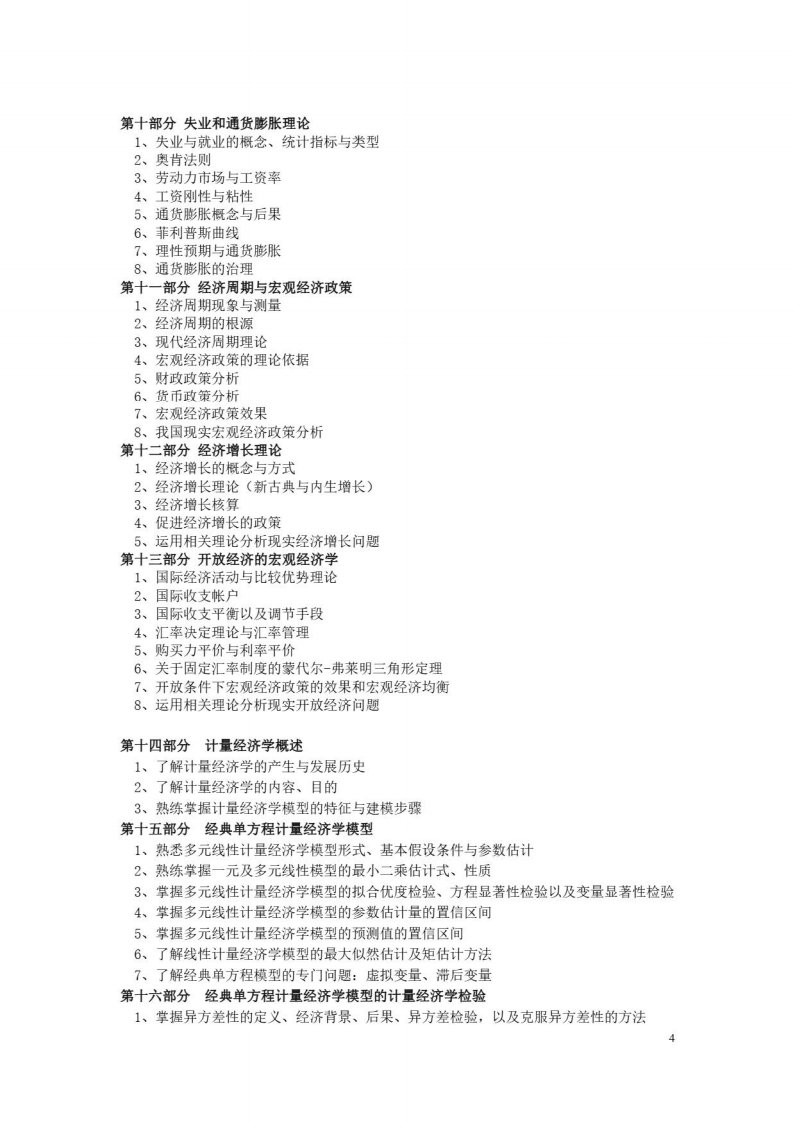 第十部分 失业和通货膨胀理论
1、失业与就业的概念、统计指标与类型
2、奥肯法则
3、劳动力市场与工资率
4、工资刚性与粘性
5、通货膨胀概念与后果
6、菲利普斯曲线
7、理性预期与通货膨胀
8、通货膨胀的治理
第十一部分 经济周期与宏观经济政策
1、经济周期现象与测量
2、经济周期的根源
3、现代经济周期理论
4、宏观经济政策的理论依据
5、财政政策分析
6、货币政策分析
7、宏观经济政策效果
8、我国现实宏观经济政策分析
第十二部分 经济增长理论
1、经济增长的概念与方式
2、经济增长理论（新古典与内生增长）
3、经济增长核算
4、促进经济增长的政策
5、运用相关理论分析现实经济增长问题
第十三部分 开放经济的宏观经济学
1、国际经济活动与比较优势理论
2、国际收支帐户
3、国际收支平衡以及调节手段
4、汇率决定理论与汇率管理
5、购买力平价与利率平价
6、关于固定汇率制度的蒙代尔-弗莱明三角形定理
7、开放条件下宏观经济政策的效果和宏观经济均衡
8、运用相关理论分析现实开放经济问题
第十四部分 计量经济学概述
1、了解计量经济学的产生与发展历史
2、了解计量经济学的内容、目的
3、熟练掌握计量经济学模型的特征与建模步骤
第十五部分 经典单方程计量经济学模型
1、熟悉多元线性计量经济学模型形式、基本假设条件与参数估计
2、熟练掌握一元及多元线性模型的最小二乘估计式、性质
3、掌握多元线性计量经济学模型的拟合优度检验、方程显著性检验以及变量显著性检验
4、掌握多元线性计量经济学模型的参数估计量的置信区间
5、掌握多元线性计量经济学模型的预测值的置信区间
6、了解线性计量经济学模型的最大似然估计及矩估计方法
7、了解经典单方程模型的专门问题：虚拟变量、滞后变量
第十六部分 经典单方程计量经济学模型的计量经济学检验
1、掌握异方差性的定义、经济背景、后果、异方差检验，以及克服异方差性的方法
4